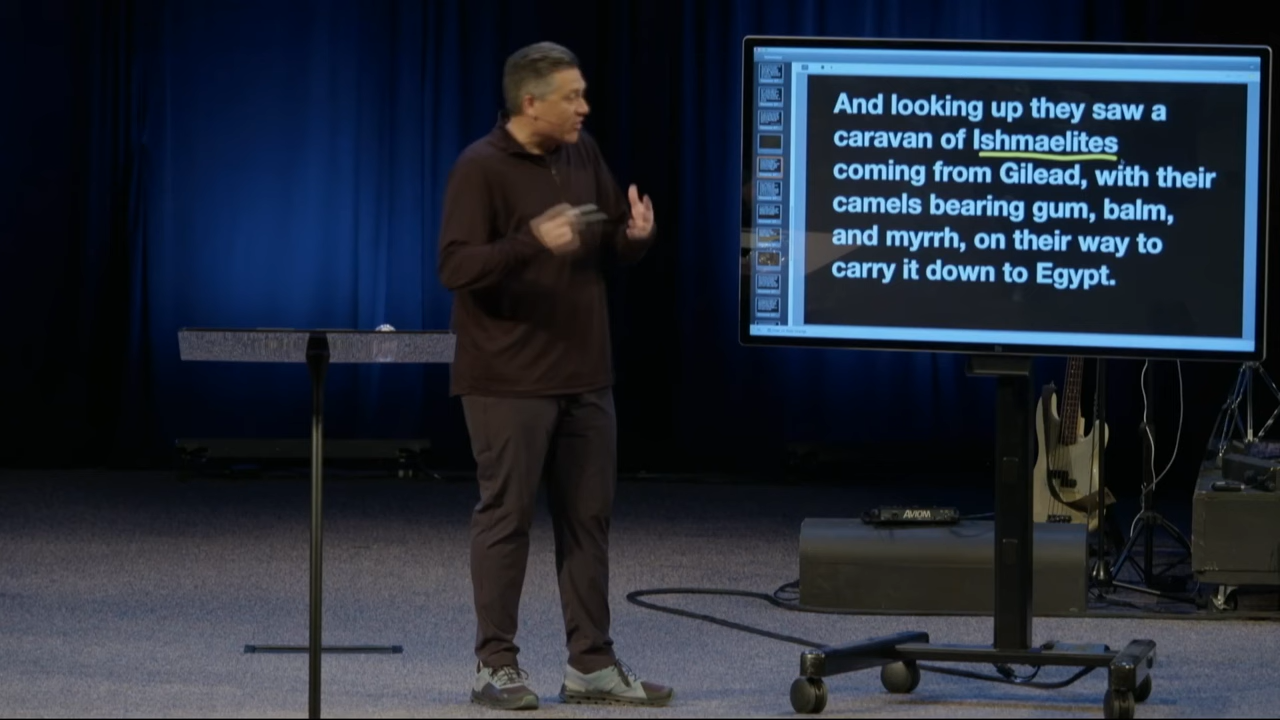 And looking up they saw a
caravan of Ishmaelites
coming from Gilead, with their
camels bearing gum, balm,
and myrrh, on their way to
carry it down to Egypt.
AVIOM